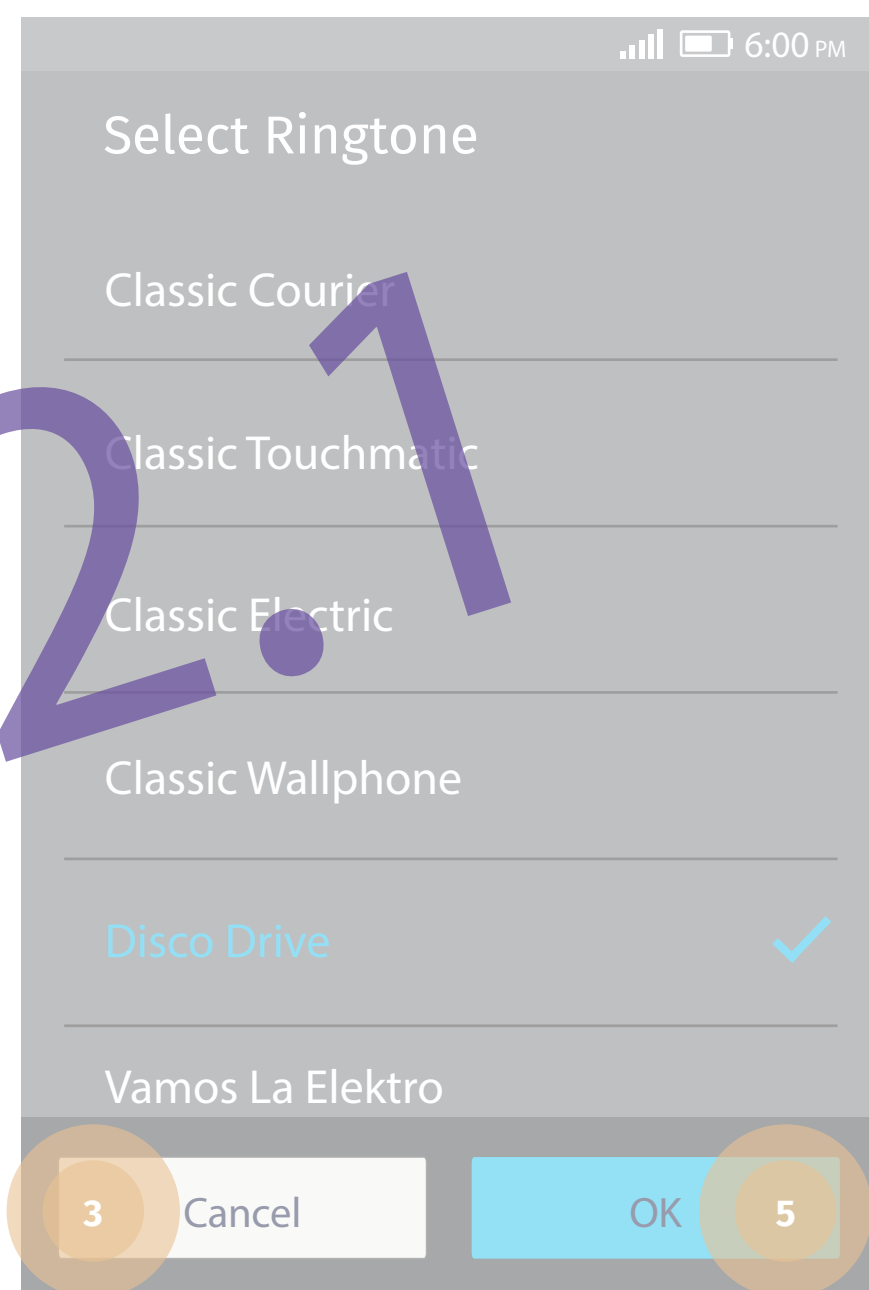 6:00 PM
Select Ringtone
Classic Courier
Classic Touchmatic
Classic Electric
Classic Wallphone
Disco Drive
Vamos La Elektro
3 Cancel OK 5
2.1